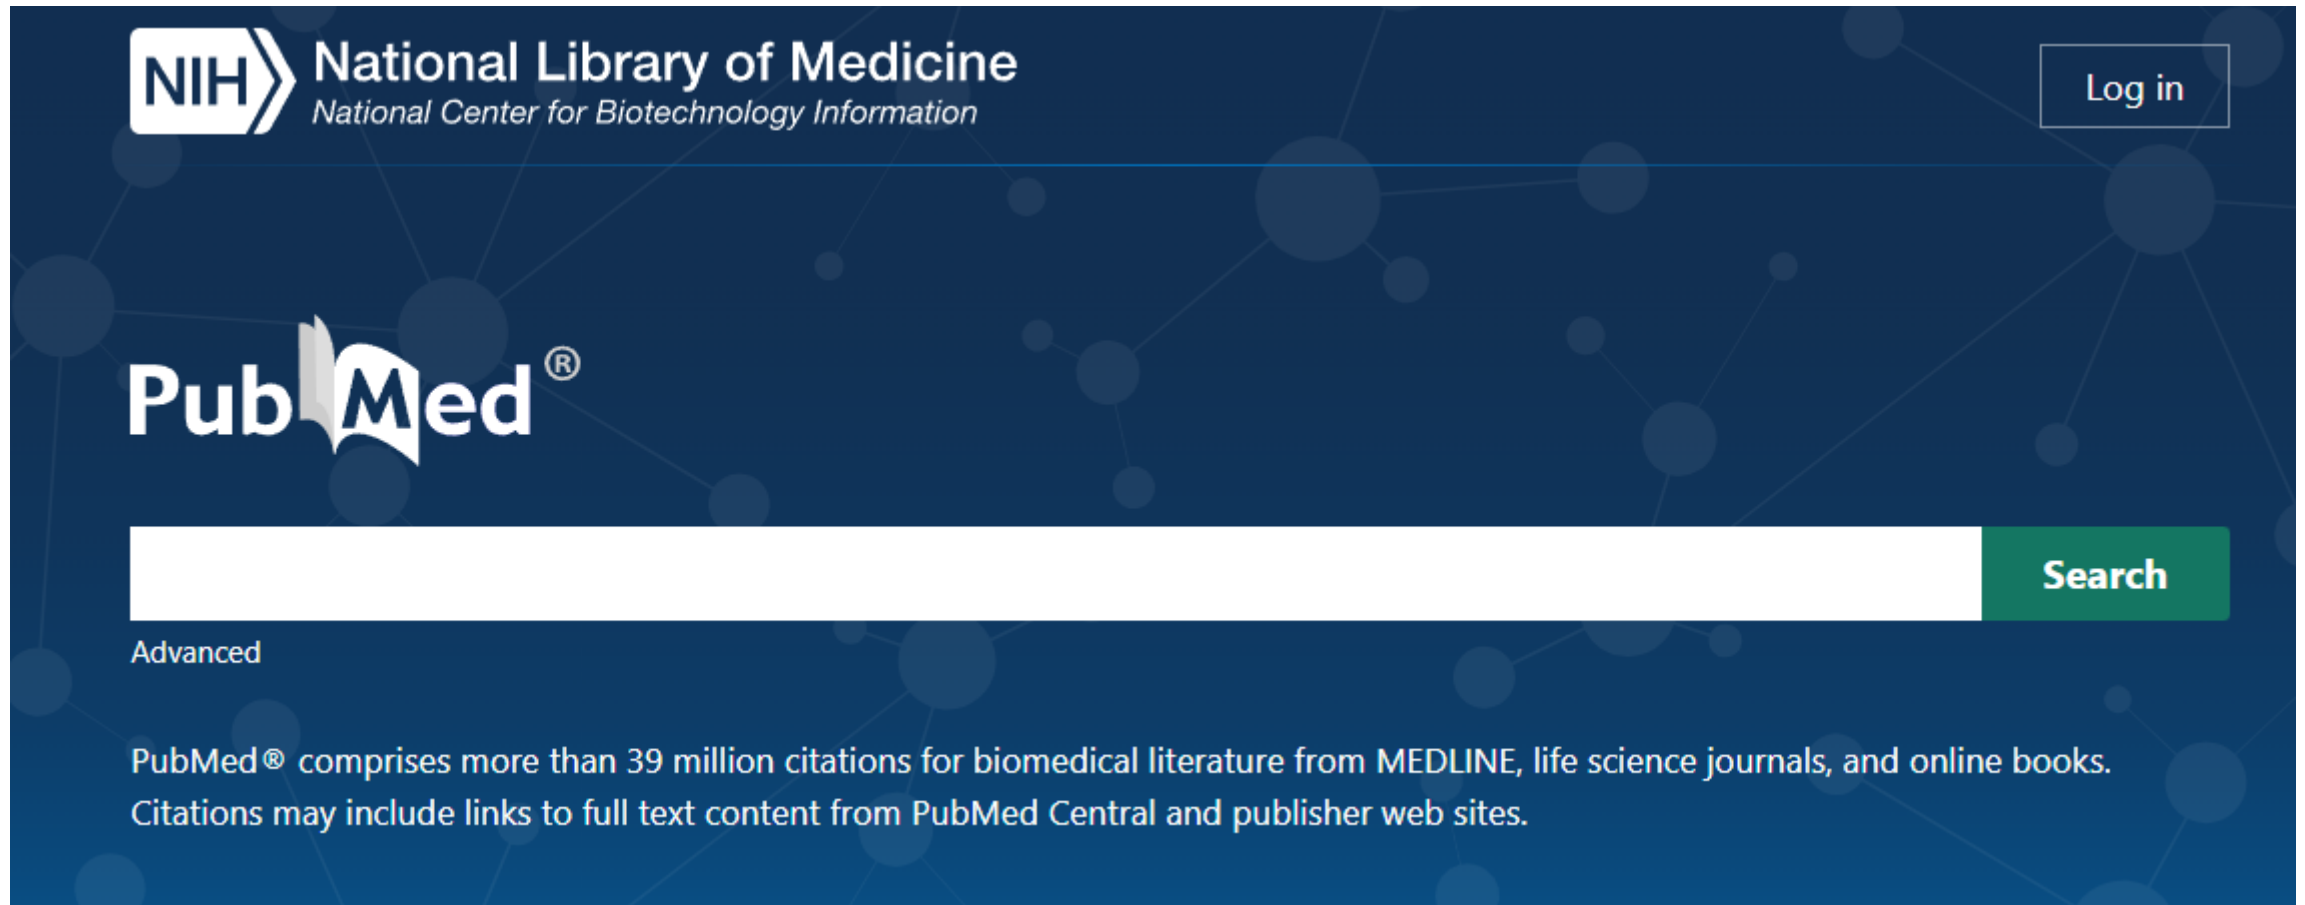 NIH National Library of Medicine
National Center for Biotechnology Information
Log in
PubMed®
Search
Advanced
PubMed® comprises more than 39 million citations for biomedical literature from MEDLINE, life science journals, and online books.
Citations may include links to full text content from PubMed Central and publisher web sites.